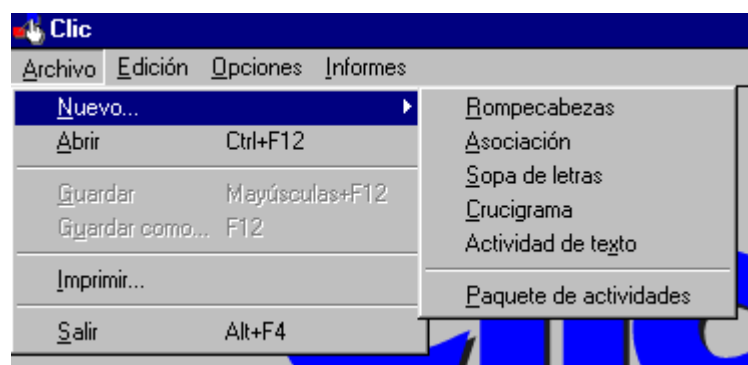 Clic
Archivo Edición Opciones Informes
Nuevo...
Abrir Ctrl+F12
Guardar Mayúsculas+F12
Guardar como... F12
Imprimir...
Salir Alt+F4
Rompecabezas
Asociación
Sopa de letras
Crucigrama
Actividad de texto
Paquete de actividades